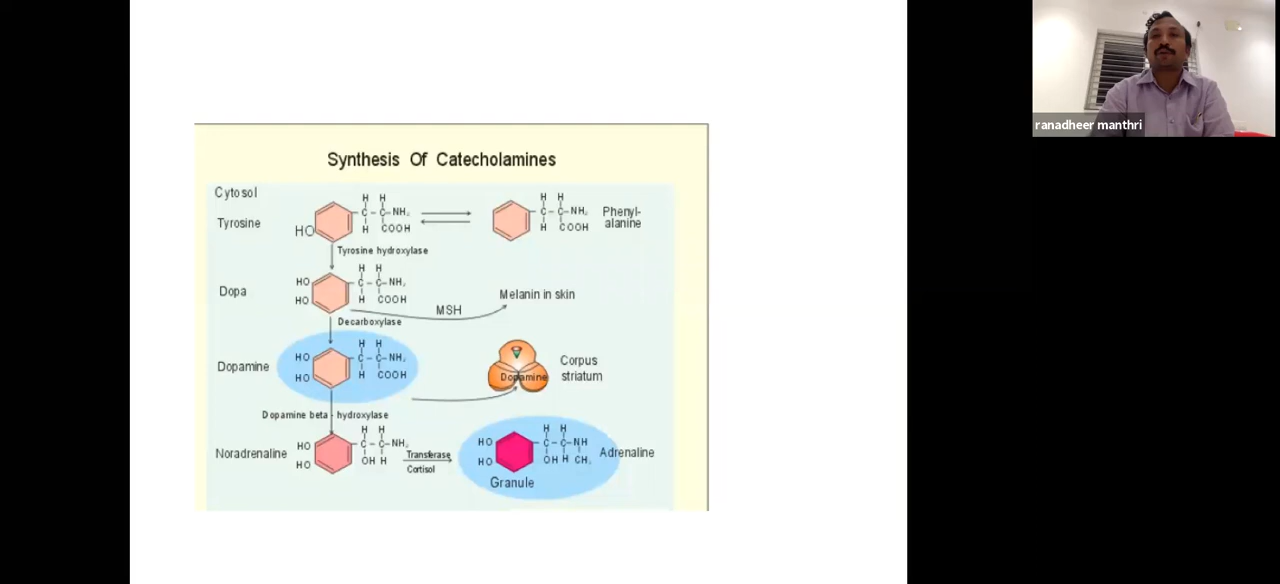 ranadheer manthri
Synthesis Of Catecholamines
Cytosol
Tyrosine
HO
H H
C - C - NH₂
H COOH
H H
C - C - NH₂
H COOH
Phenyl-
alanine
Tyrosine hydroxylase
Dopa
HO
HO
H H
C - C - NH₂
H COOH
MSH
Melanin in skin
Decarboxylase
Dopamine
HO
HO
H H
C - C - NH₂
H COOH
Dopamine
Corpus
striatum
Dopamine beta - hydroxylase
Noradrenaline
HO
HO
H H
C - C - NH₂
OH H
Transferase
Cortisol
HO
HO
H H
C - C - NH
OH H CH₃
Adrenaline
Granule